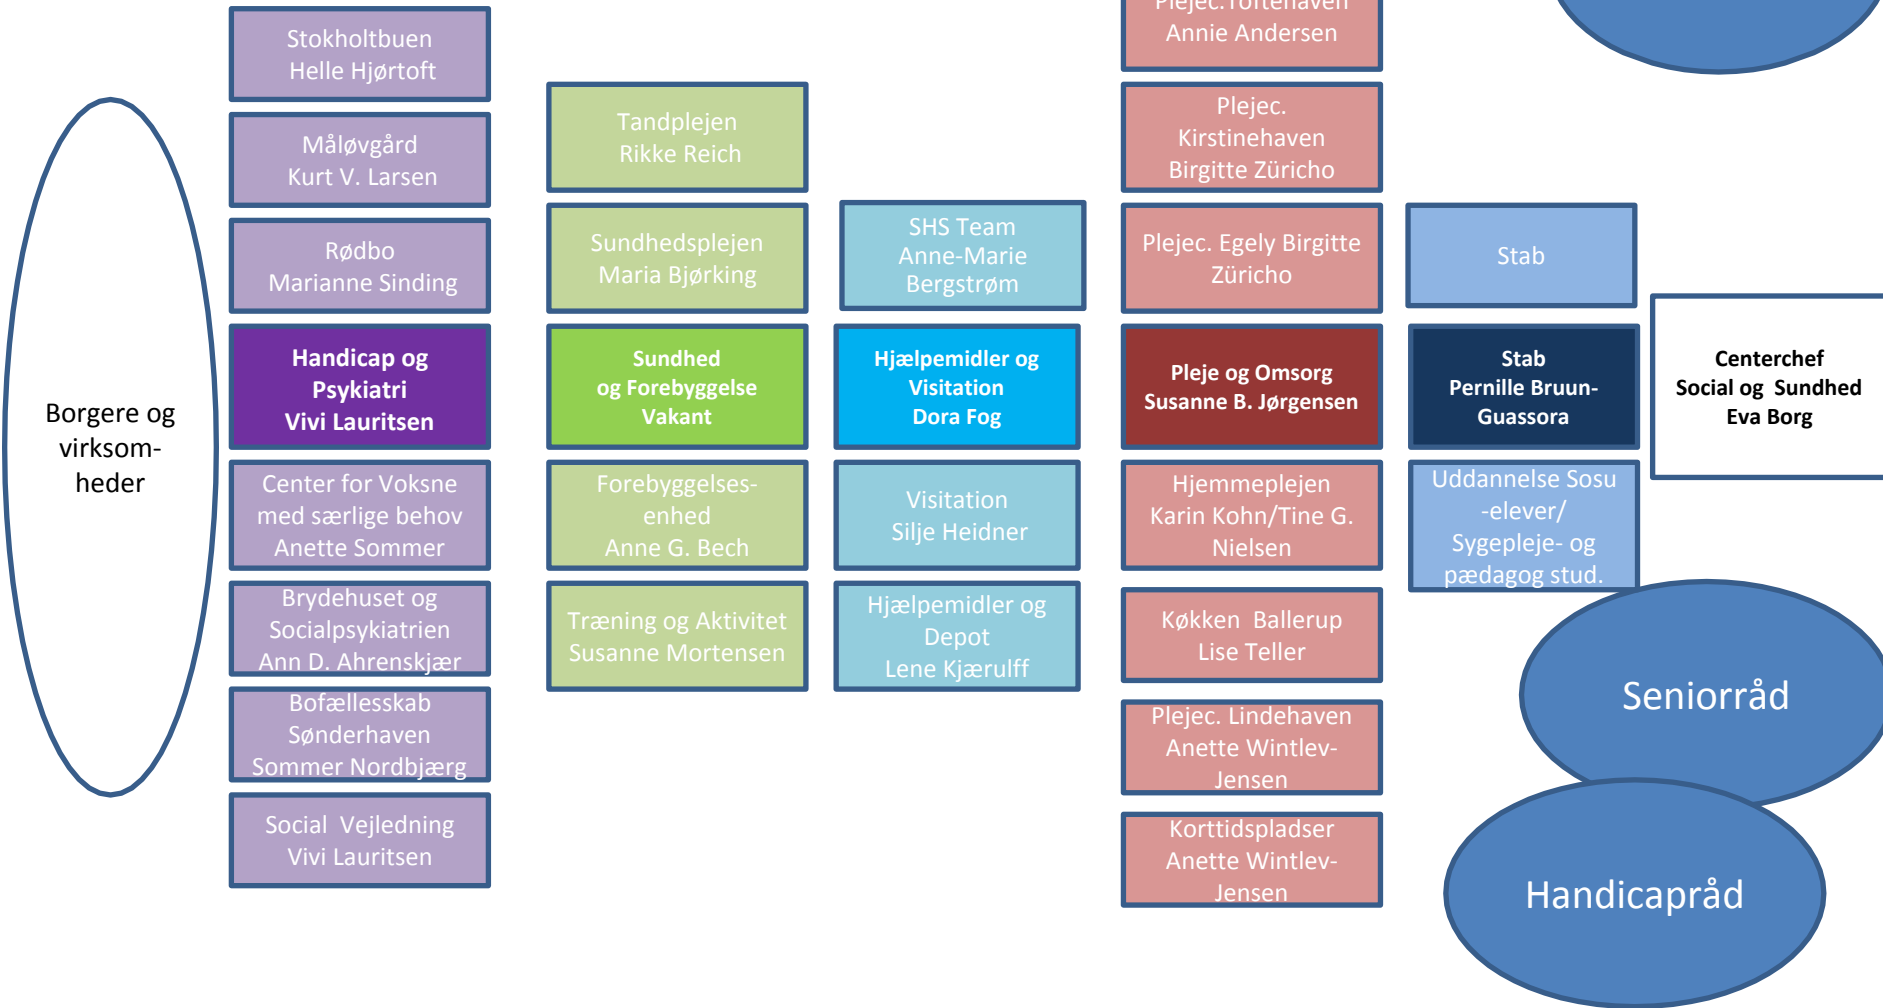 Borgere og
virksom-
heder
Stokholtbuen
Helle Hjørtoft
Måløvgård
Kurt V. Larsen
Rødbo
Marianne Sinding
Handicap og
Psykiatri
Vivi Lauritsen
Center for Voksne
med særlige behov
Anette Sommer
Brydehuset og
Socialpsykiatrien
Ann D. Ahrenskjær
Bofællesskab
Sønderhaven
Sommer Nordbjærg
Social Vejledning
Vivi Lauritsen
Tandplejen
Rikke Reich
Sundhedsplejen
Maria Bjørking
Sundhed
og Forebyggelse
Vakant
Forebyggelses-
enhed
Anne G. Bech
Træning og Aktivitet
Susanne Mortensen
SHS Team
Anne-Marie
Bergstrøm
Hjælpemidler og
Visitation
Dora Fog
Visitation
Silje Heidner
Hjælpemidler og
Depot
Lene Kjærulff
Plejec.Toftehaven
Annie Andersen
Plejec.
Kirstinehaven
Birgitte Züricho
Plejec. Egely Birgitte
Züricho
Pleje og Omsorg
Susanne B. Jørgensen
Hjemmeplejen
Karin Kohn/Tine G.
Nielsen
Køkken Ballerup
Lise Teller
Plejec. Lindehaven
Anette Wintlev-
Jensen
Korttidspladser
Anette Wintlev-
Jensen
Stab
Stab
Pernille Bruun-
Guassora
Uddannelse Sosu
-elever/
Sygepleje- og
pædagog stud.
Centerchef
Social og Sundhed
Eva Borg
Seniorråd
Handicapråd